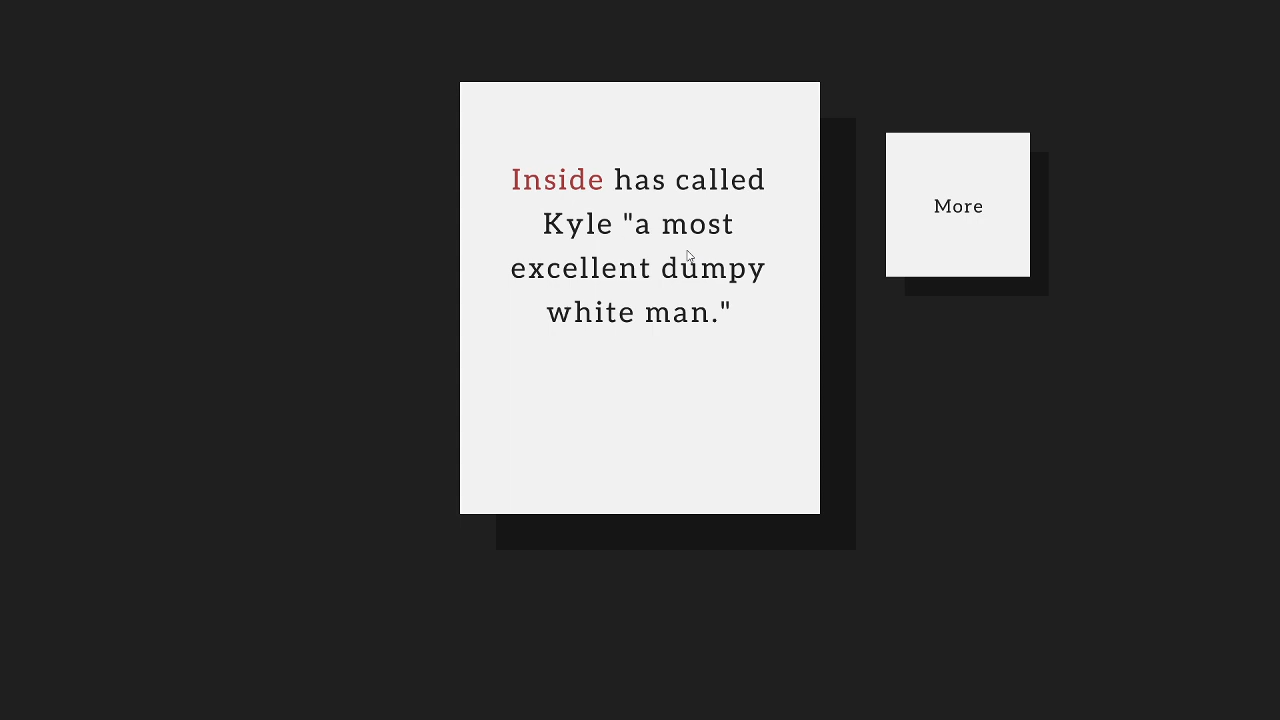 Inside has called
Kyle "a most
excellent dumpy
white man."
More